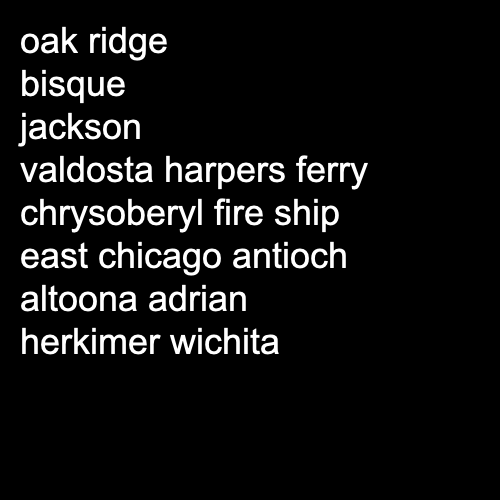 oak ridge
bisque
jackson
valdosta harpers ferry
chrysoberyl fire ship
east chicago antioch
altoona adrian
herkimer wichita